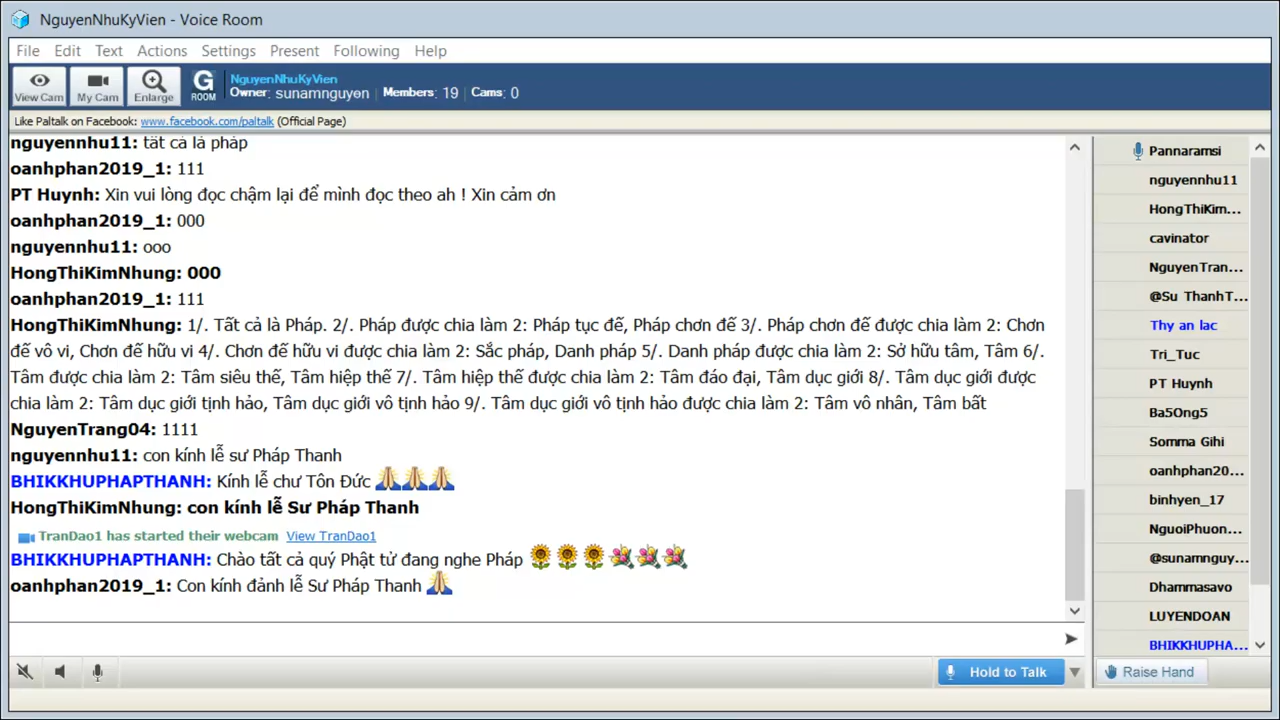 NguyenNhuKyVien - Voice Room
File Edit Text Actions Settings Present Following Help
View Cam My Cam Enlarge G ROOM
NguyenNhuKyVien
Owner: sunamnguyen | Members: 19 | Cams: 0
Like Paltalk on Facebook: www.facebook.com/paltalk (Official Page)
nguyennhu11: tất cả là pháp
oanhphan2019_1: 111
PT Huynh: Xin vui lòng đọc chậm lại để mình đọc theo ah ! Xin cảm ơn
oanhphan2019_1: 000
nguyennhu11: ooo
HongThiKimNhung: 000
oanhphan2019_1: 111
HongThiKimNhung: 1/. Tất cả là Pháp. 2/. Pháp được chia làm 2: Pháp tục đế, Pháp chơn đế 3/. Pháp chơn đế được chia làm 2: Chơn
đế vô vi, Chơn đế hữu vi 4/. Chơn đế hữu vi được chia làm 2: Sắc pháp, Danh pháp 5/. Danh pháp được chia làm 2: Sở hữu tâm, Tâm 6/.
Tâm được chia làm 2: Tâm siêu thế, Tâm hiệp thế 7/. Tâm hiệp thế được chia làm 2: Tâm đáo đại, Tâm dục giới 8/. Tâm dục giới được
chia làm 2: Tâm dục giới tịnh hảo, Tâm dục giới vô tịnh hảo 9/. Tâm dục giới vô tịnh hảo được chia làm 2: Tâm vô nhân, Tâm bất
NguyenTrang04: 1111
nguyennhu11: con kính lễ sư Pháp Thanh
BHIKKHUPHAPTHANH: Kính lễ chư Tôn Đức 🙏🙏🙏
HongThiKimNhung: con kính lễ Sư Pháp Thanh
TranDao1 has started their webcam View TranDao1
BHIKKHUPHAPTHANH: Chào tất cả quý Phật tử đang nghe Pháp 🌻🌻🌻💐💐💐
oanhphan2019_1: Con kính đảnh lễ Sư Pháp Thanh 🙏
Pannaramsi
nguyennhu11
HongThiKim...
cavinator
NguyenTran...
@Su ThanhT...
Thy an lac
Tri_Tuc
PT Huynh
Ba5Ong5
Somma Gihi
oanhphan20...
binhyen_17
NguoiPhuon...
@sunamnguy...
Dhammasavo
LUYENDOAN
BHIKKHUPHA...
Hold to Talk
Raise Hand